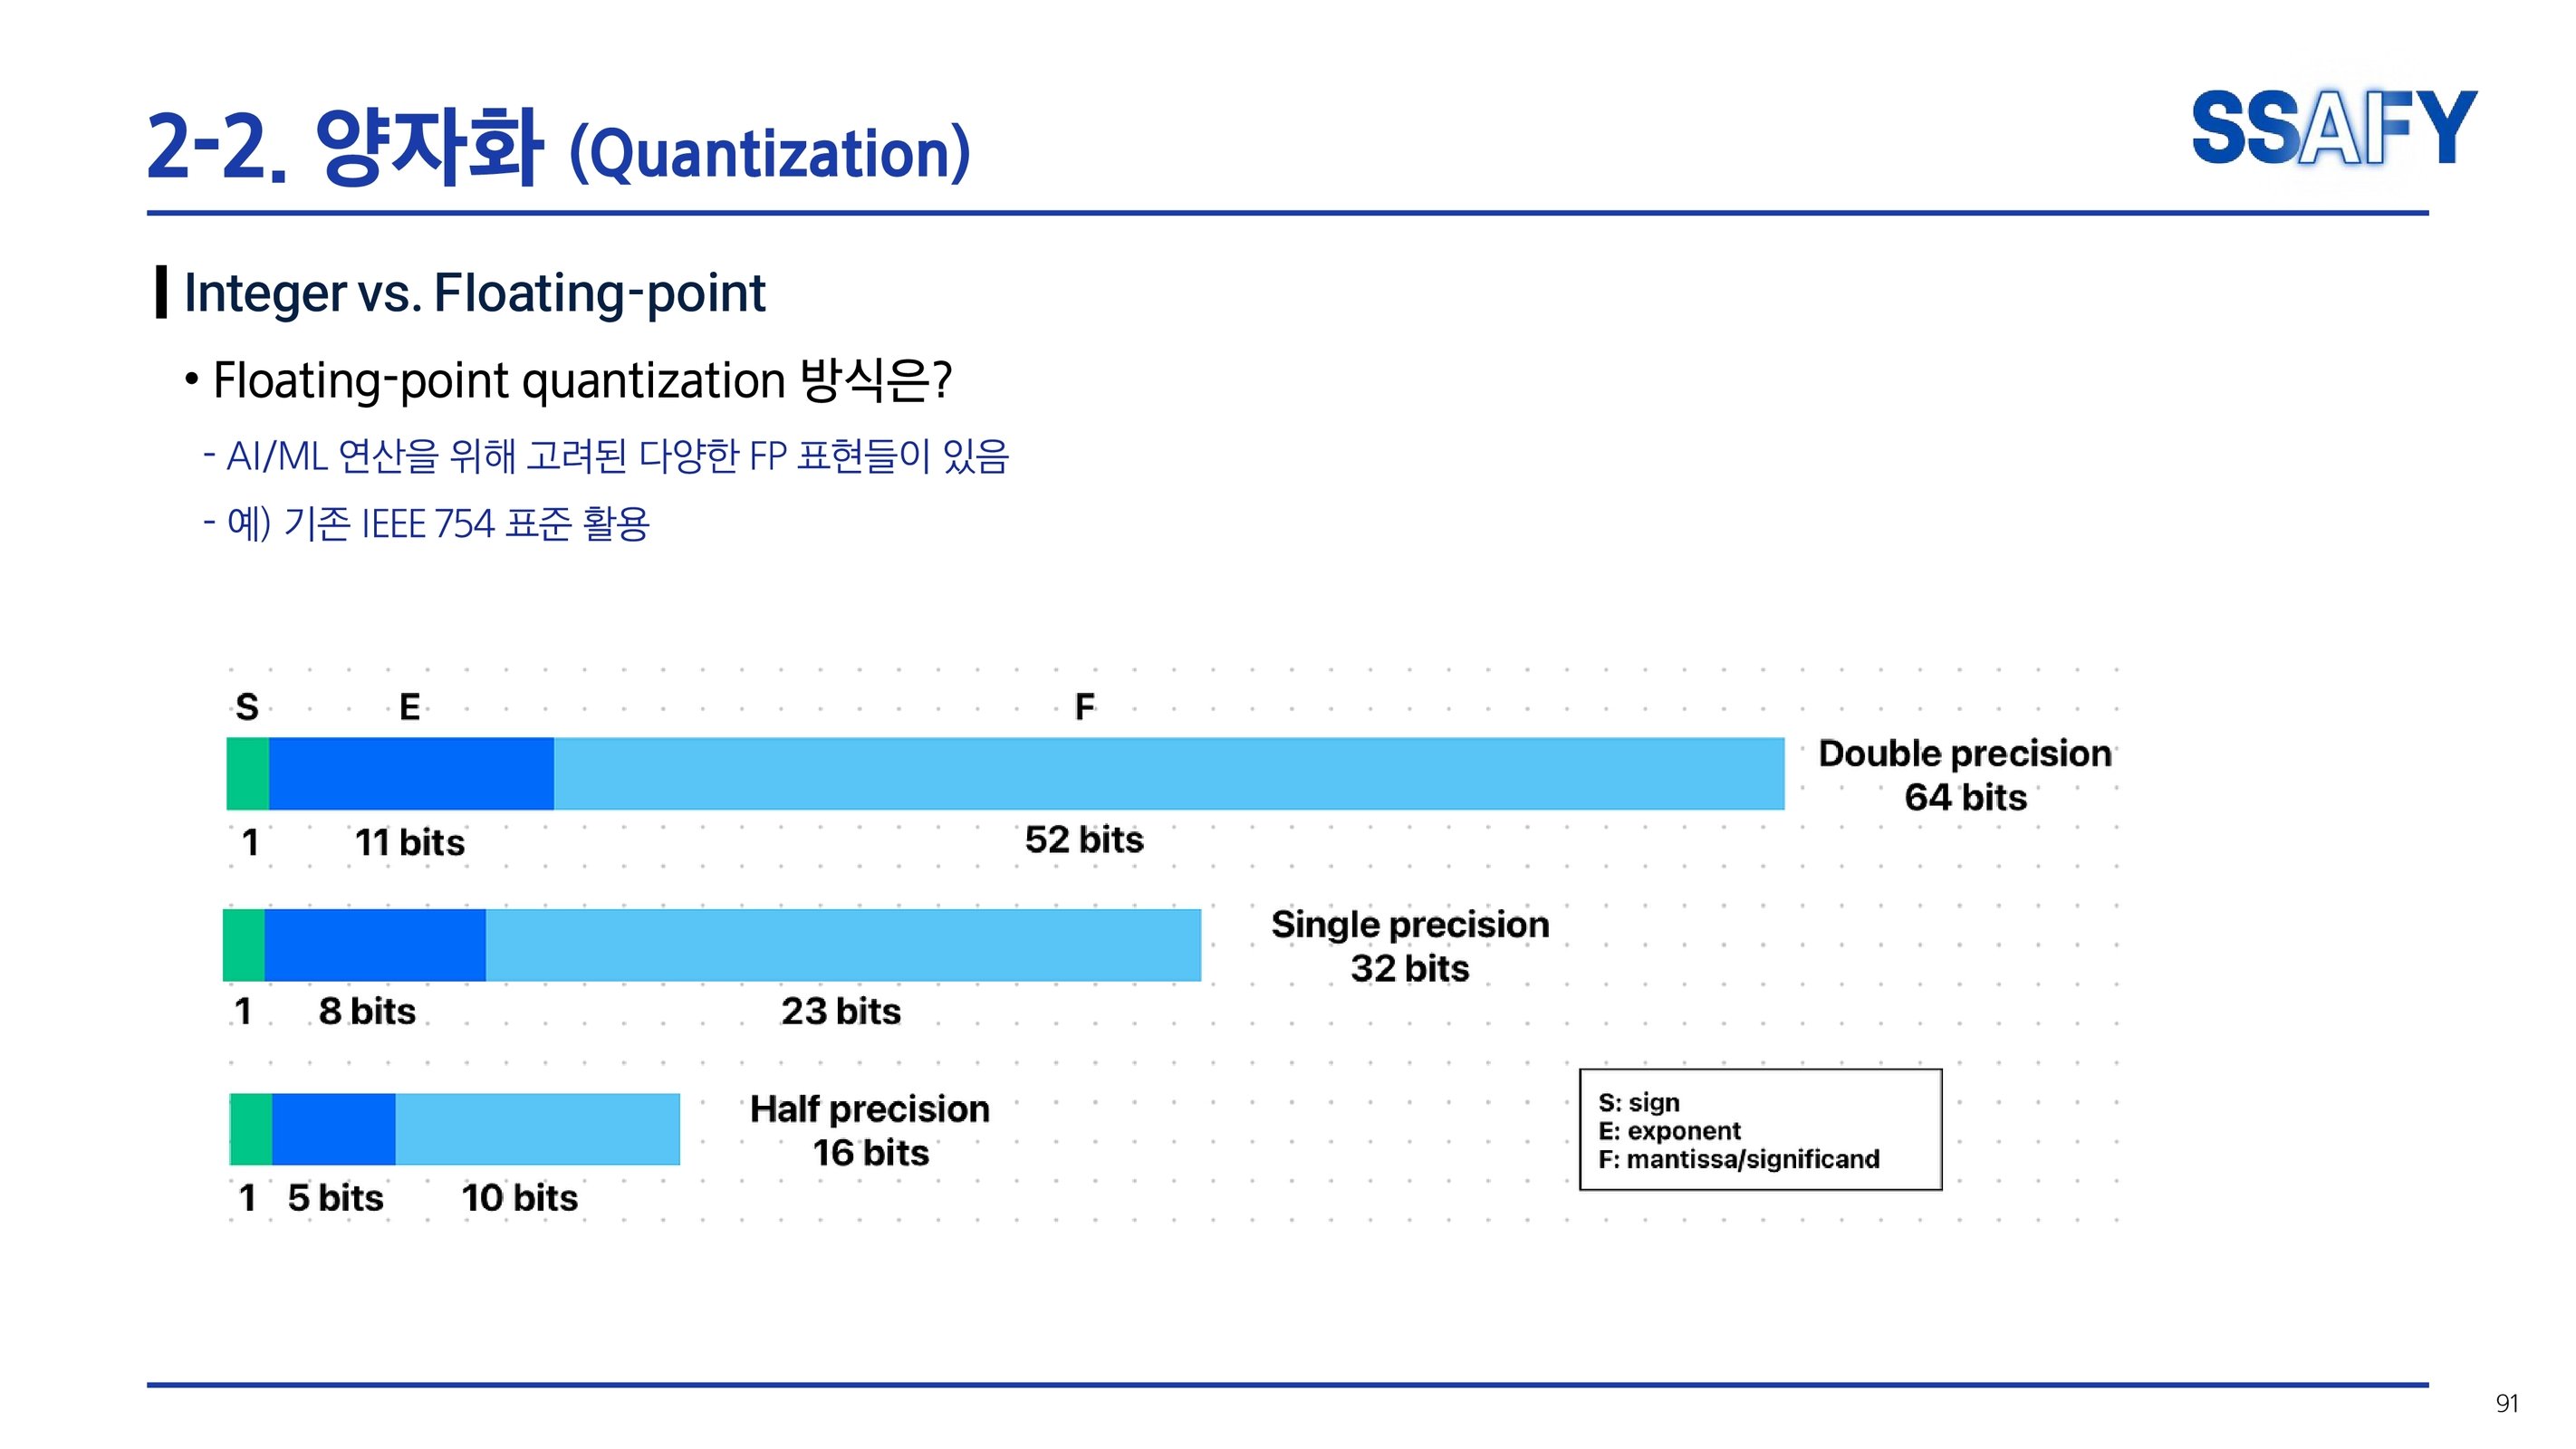 2-2. 양자화 (Quantization)
SSAFY
Integer vs. Floating-point
• Floating-point quantization 방식은?
- AI/ML 연산을 위해 고려된 다양한 FP 표현들이 있음
- 예) 기존 IEEE 754 표준 활용
S E F
Double precision
64 bits
1 11 bits 52 bits
Single precision
32 bits
1 8 bits 23 bits
Half precision
16 bits
1 5 bits 10 bits
S: sign
E: exponent
F: mantissa/significand
91